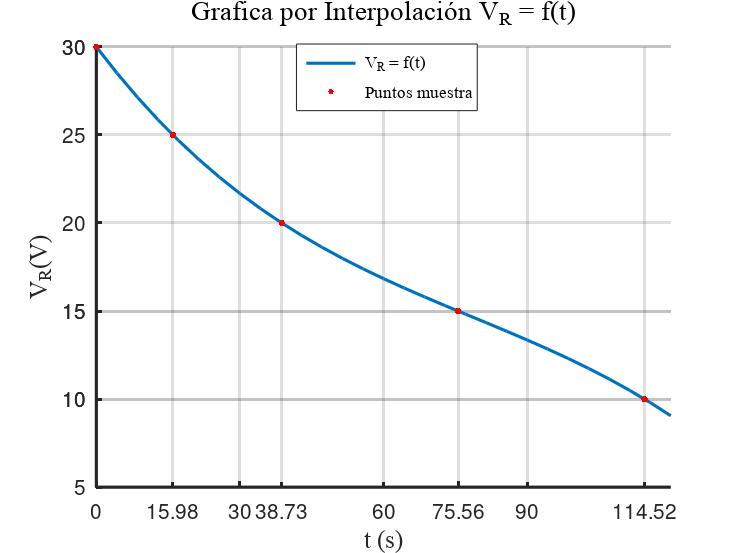 Grafica por Interpolación V_R = f(t)
V_R = f(t)
Puntos muestra
30
25
20
15
10
5
V_R(V)
0 15.98 30 38.73 60 75.56 90 114.52
t (s)